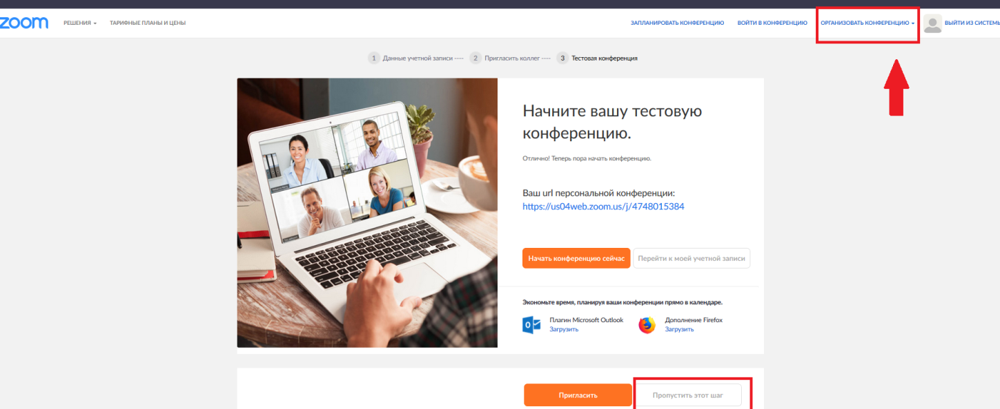 zoom
РЕШЕНИЯ
ТАРИФНЫЕ ПЛАНЫ И ЦЕНЫ
ЗАПЛАНИРОВАТЬ КОНФЕРЕНЦИЮ
ВОЙТИ В КОНФЕРЕНЦИЮ
ОРГАНИЗОВАТЬ КОНФЕРЕНЦИЮ
ВЫЙТИ ИЗ СИСТЕМЫ
1 Данные учетной записи ---- 2 Пригласить коллег ---- 3 Тестовая конференция
Начните вашу тестовую
конференцию.
Отлично! Теперь пора начать конференцию.
Ваш url персональной конференции:
https://us04web.zoom.us/j/4748015384
Начать конференцию сейчас
Перейти к моей учетной записи
Экономьте время, планируя ваши конференции прямо в календаре.
Плагин Microsoft Outlook
Загрузить
Дополнение Firefox
Загрузить
Пригласить
Пропустить этот шаг